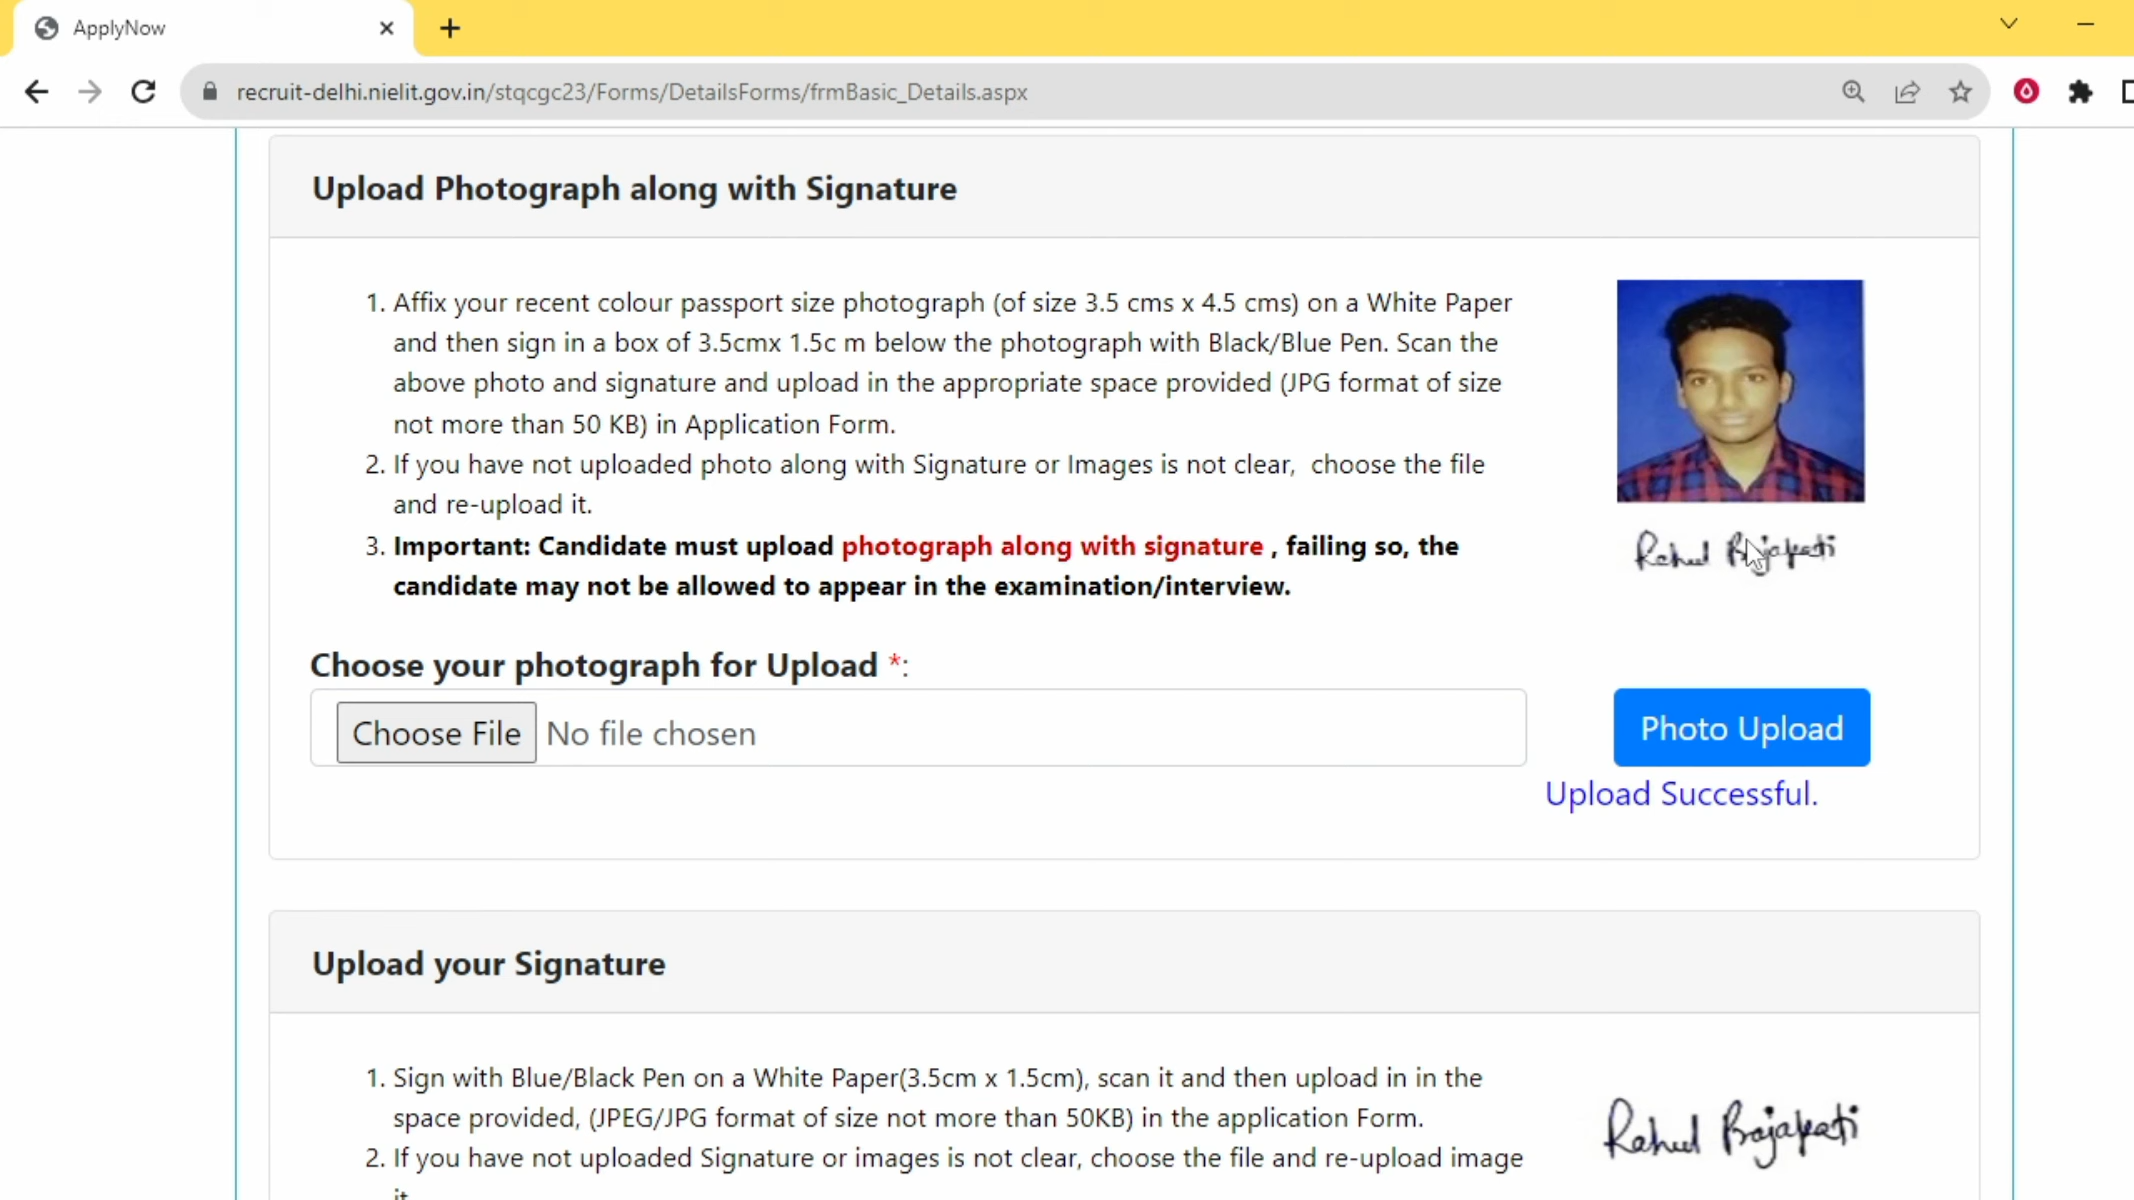 ApplyNow
recruit-delhi.nielit.gov.in/stqcgc23/Forms/DetailsForms/frmBasic_Details.aspx
Upload Photograph along with Signature
1. Affix your recent colour passport size photograph (of size 3.5 cms x 4.5 cms) on a White Paper
and then sign in a box of 3.5cmx 1.5c m below the photograph with Black/Blue Pen. Scan the
above photo and signature and upload in the appropriate space provided (JPG format of size
not more than 50 KB) in Application Form.
2. If you have not uploaded photo along with Signature or Images is not clear, choose the file
and re-upload it.
3. Important: Candidate must upload photograph along with signature , failing so, the
candidate may not be allowed to appear in the examination/interview.
Rahul Prajapati
Choose your photograph for Upload *:
Choose File No file chosen
Photo Upload
Upload Successful.
Upload your Signature
1. Sign with Blue/Black Pen on a White Paper(3.5cm x 1.5cm), scan it and then upload in in the
space provided, (JPEG/JPG format of size not more than 50KB) in the application Form.
2. If you have not uploaded Signature or images is not clear, choose the file and re-upload image
Rahul Prajapati